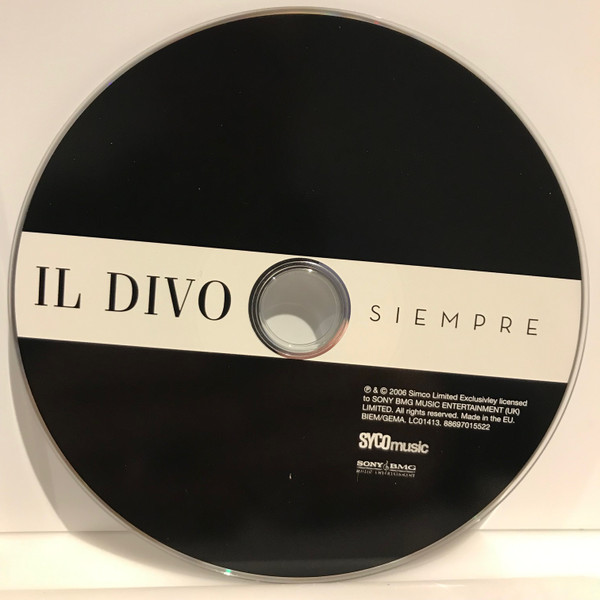 IL DIVO
SIEMPRE
℗ & © 2006 Simco Limited Exclusivley licensed
to SONY BMG MUSIC ENTERTAINMENT (UK)
LIMITED. All rights reserved. Made in the EU.
BIEM/GEMA. LC01413. 88697015522
SYCOmusic
SONY BMG
MUSIC ENTERTAINMENT